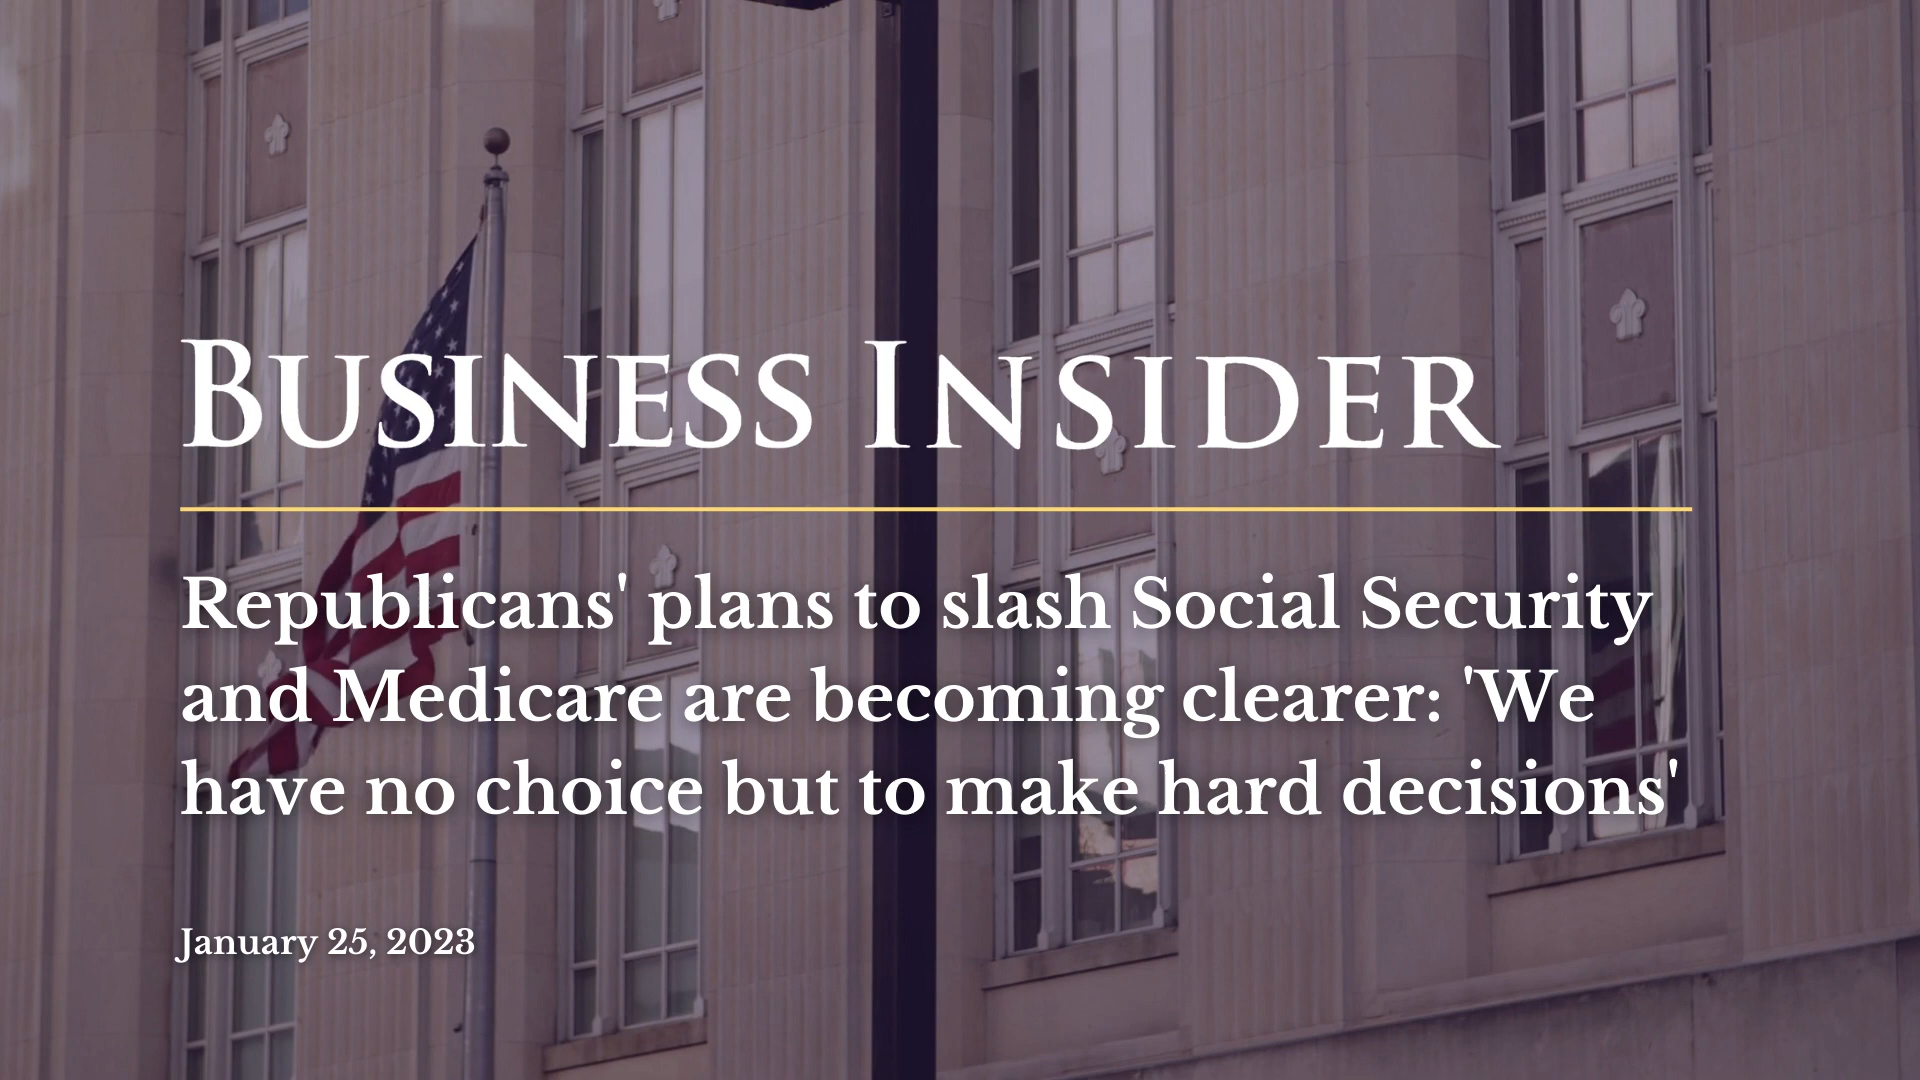 BUSINESS INSIDER
Republicans' plans to slash Social Security
and Medicare are becoming clearer: 'We
have no choice but to make hard decisions'
January 25, 2023